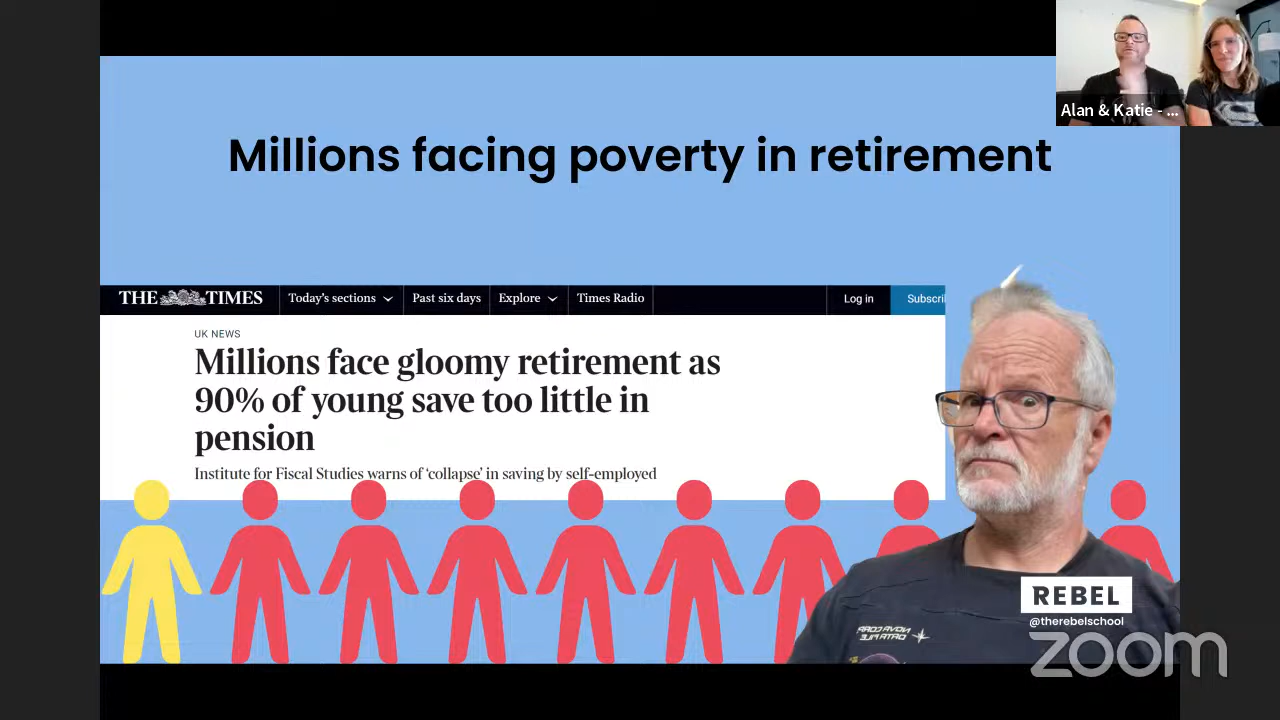 Alan & Katie - ...
Millions facing poverty in retirement
THE TIMES
Today's sections
Past six days
Explore
Times Radio
Log in
Subscri
UK NEWS
Millions face gloomy retirement as
90% of young save too little in
pension
Institute for Fiscal Studies warns of ‘collapse’ in saving by self-employed
REBEL
@therebelschool
zoom